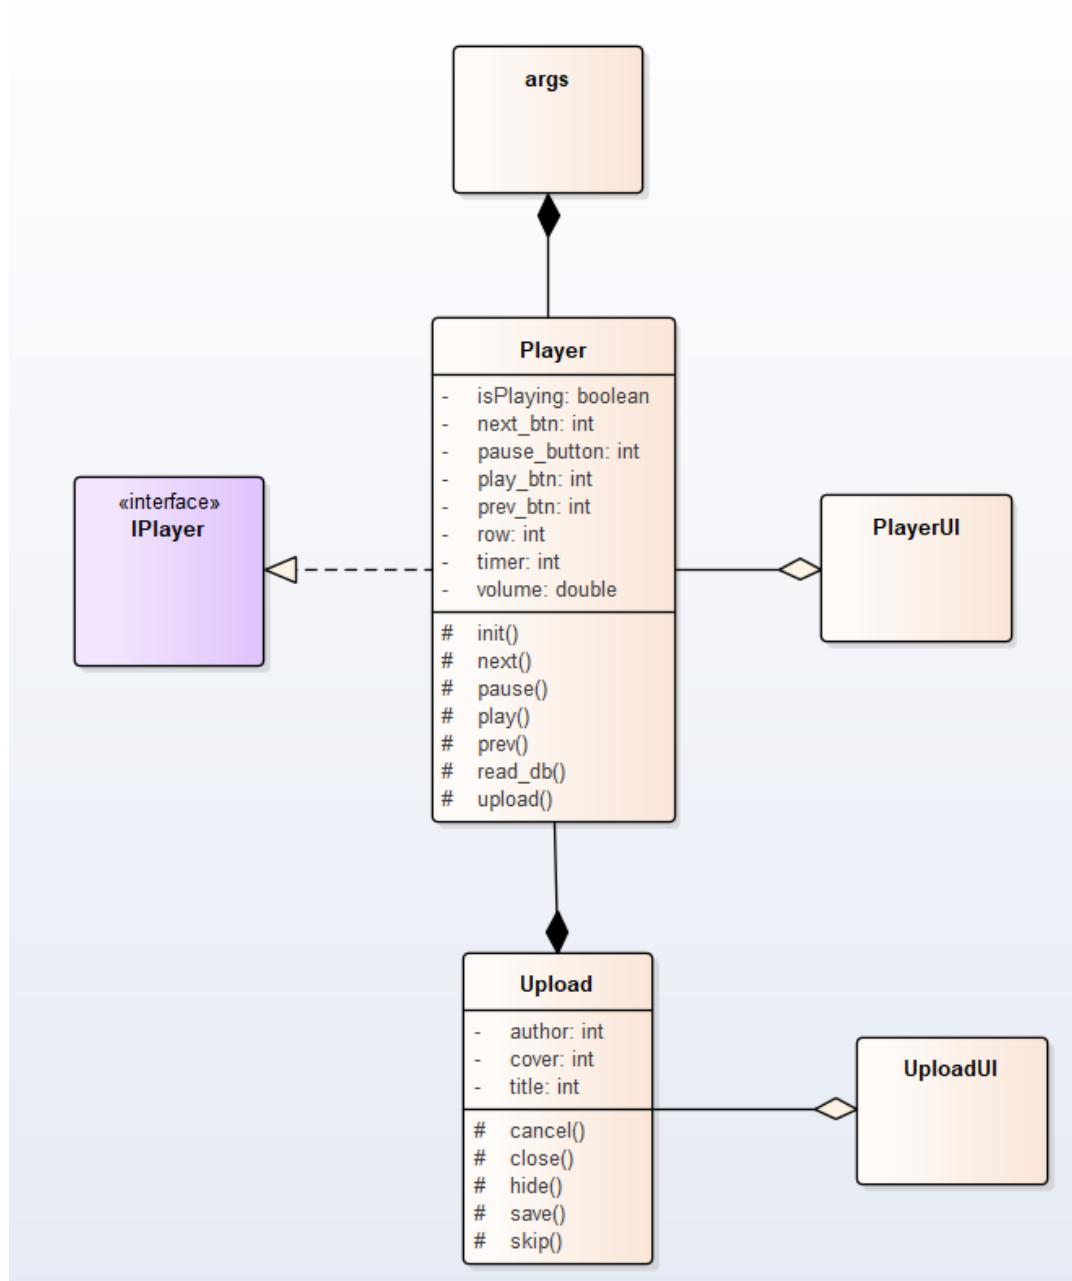 args
Player
- isPlaying: boolean
- next_btn: int
- pause_button: int
- play_btn: int
- prev_btn: int
- row: int
- timer: int
- volume: double
# init()
# next()
# pause()
# play()
# prev()
# read_db()
# upload()
«interface»
IPlayer
PlayerUI
Upload
- author: int
- cover: int
- title: int
# cancel()
# close()
# hide()
# save()
# skip()
UploadUI